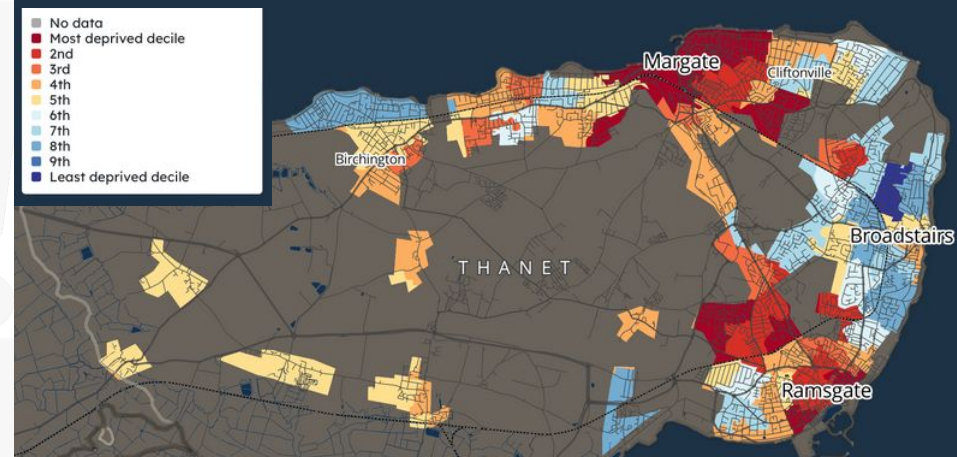 No data
Most deprived decile
2nd
3rd
4th
5th
6th
7th
8th
9th
Least deprived decile
Margate
Cliftonville
Birchington
Broadstairs
THANET
Ramsgate